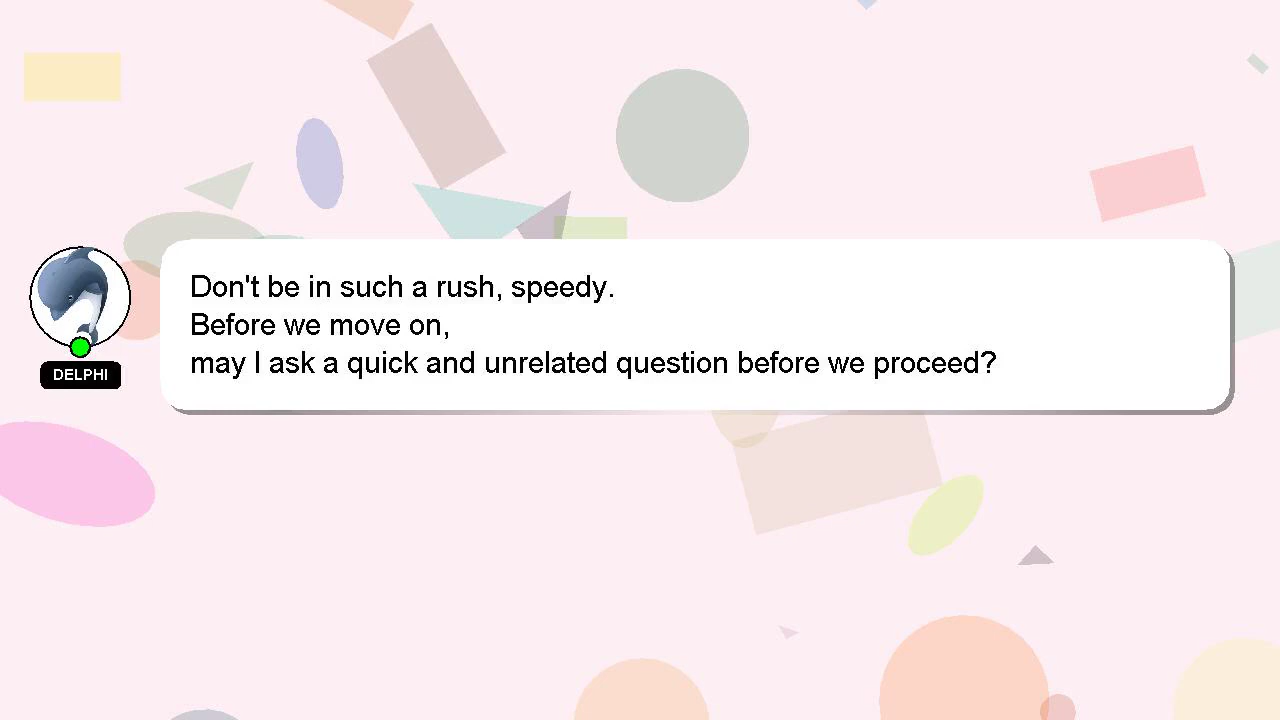 Don't be in such a rush, speedy.
Before we move on,
may I ask a quick and unrelated question before we proceed?
DELPHI